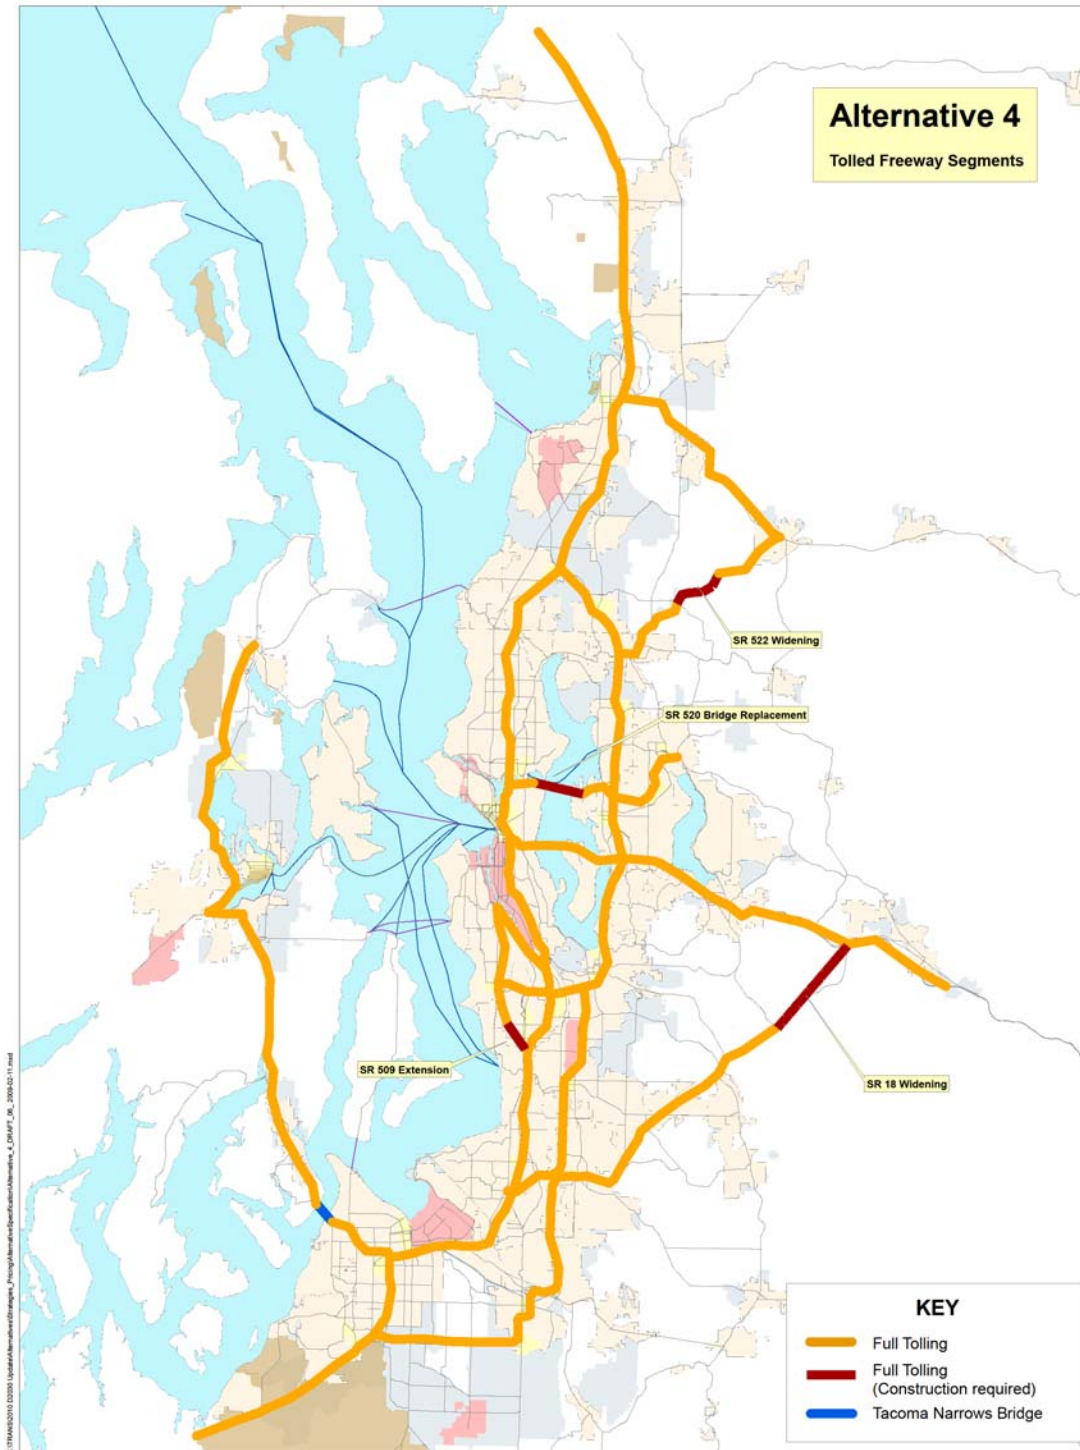 Alternative 4
Tolled Freeway Segments
SR 522 Widening
SR 520 Bridge Replacement
SR 509 Extension
SR 18 Widening
KEY
Full Tolling
Full Tolling
(Construction required)
Tacoma Narrows Bridge